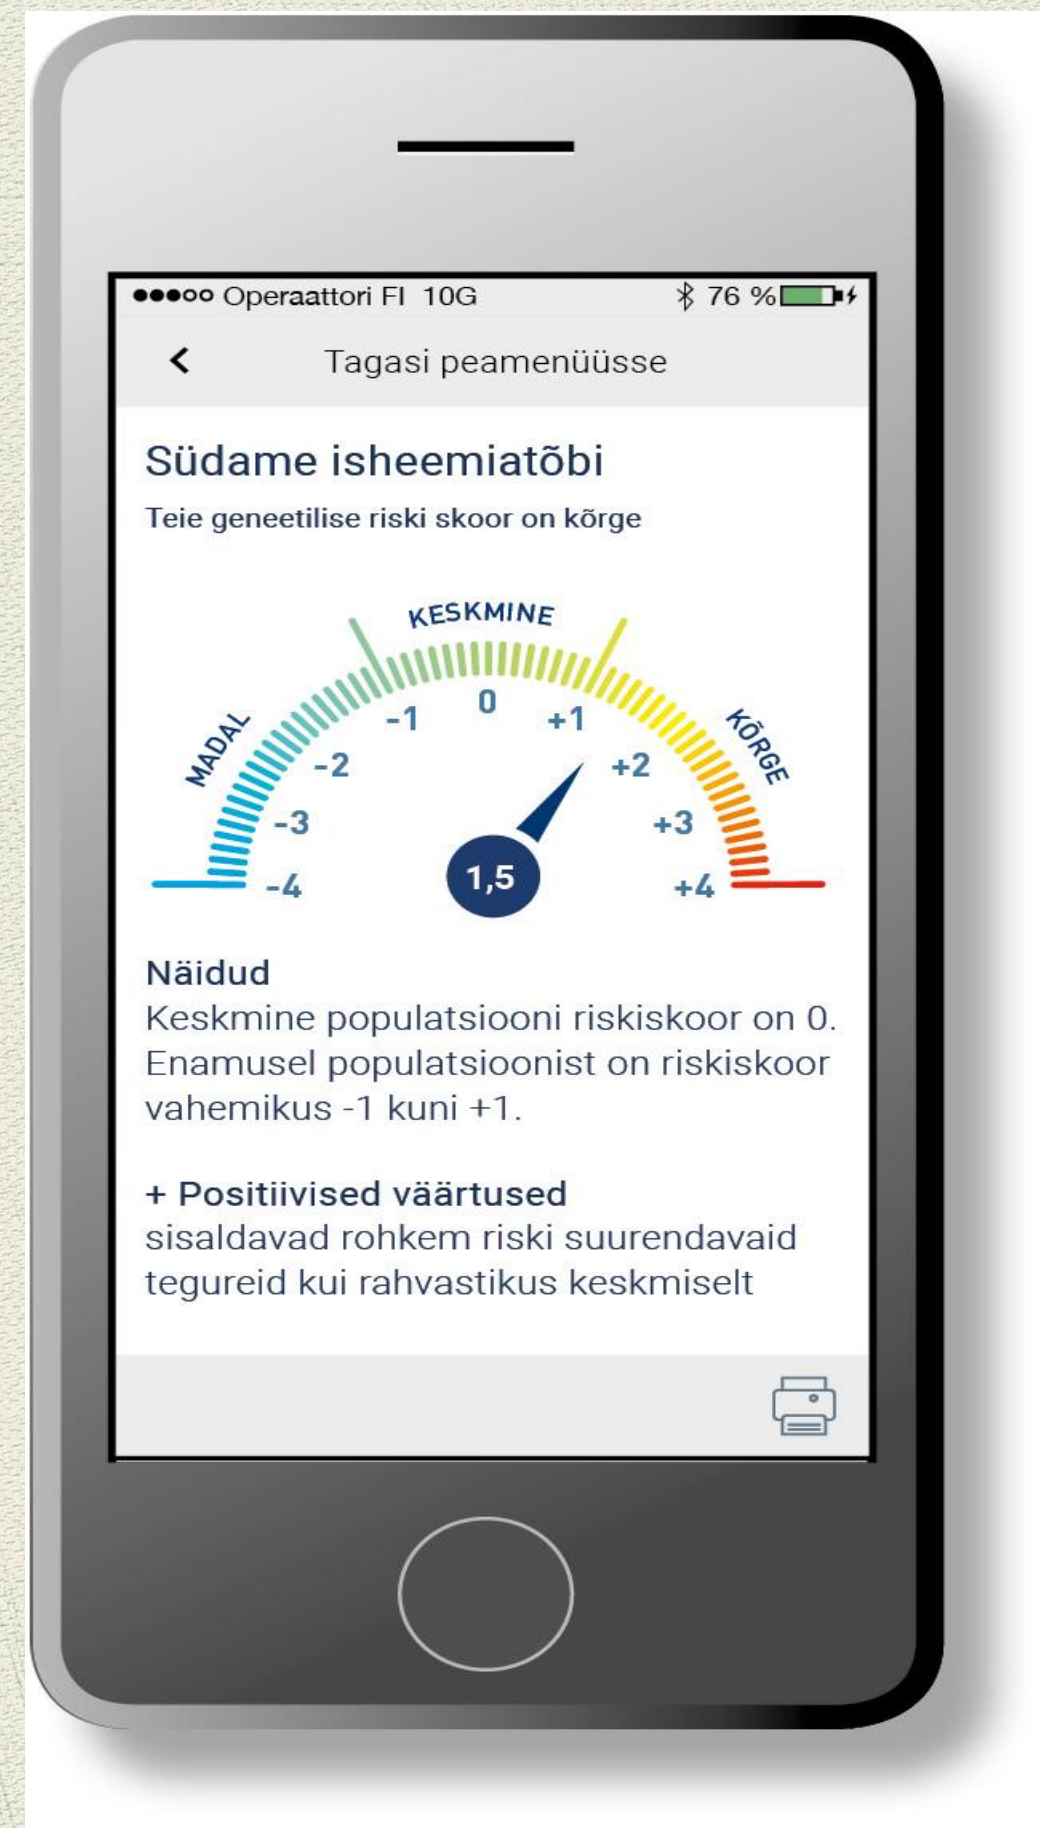 Operaattori FI 10G 76 %
Tagasi peamenüüsse
Südame isheemiatõbi
Teie geneetilise riski skoor on kõrge
KESKMINE
MADAL
KÕRGE
0
-1 +1
-2 +2
-3 +3
-4 1,5 +4
Näidud
Keskmine populatsiooni riskiskoor on 0.
Enamusel populatsioonist on riskiskoor
vahemikus -1 kuni +1.
+ Positiivised väärtused
sisaldavad rohkem riski suurendavaid
tegureid kui rahvastikus keskmiselt